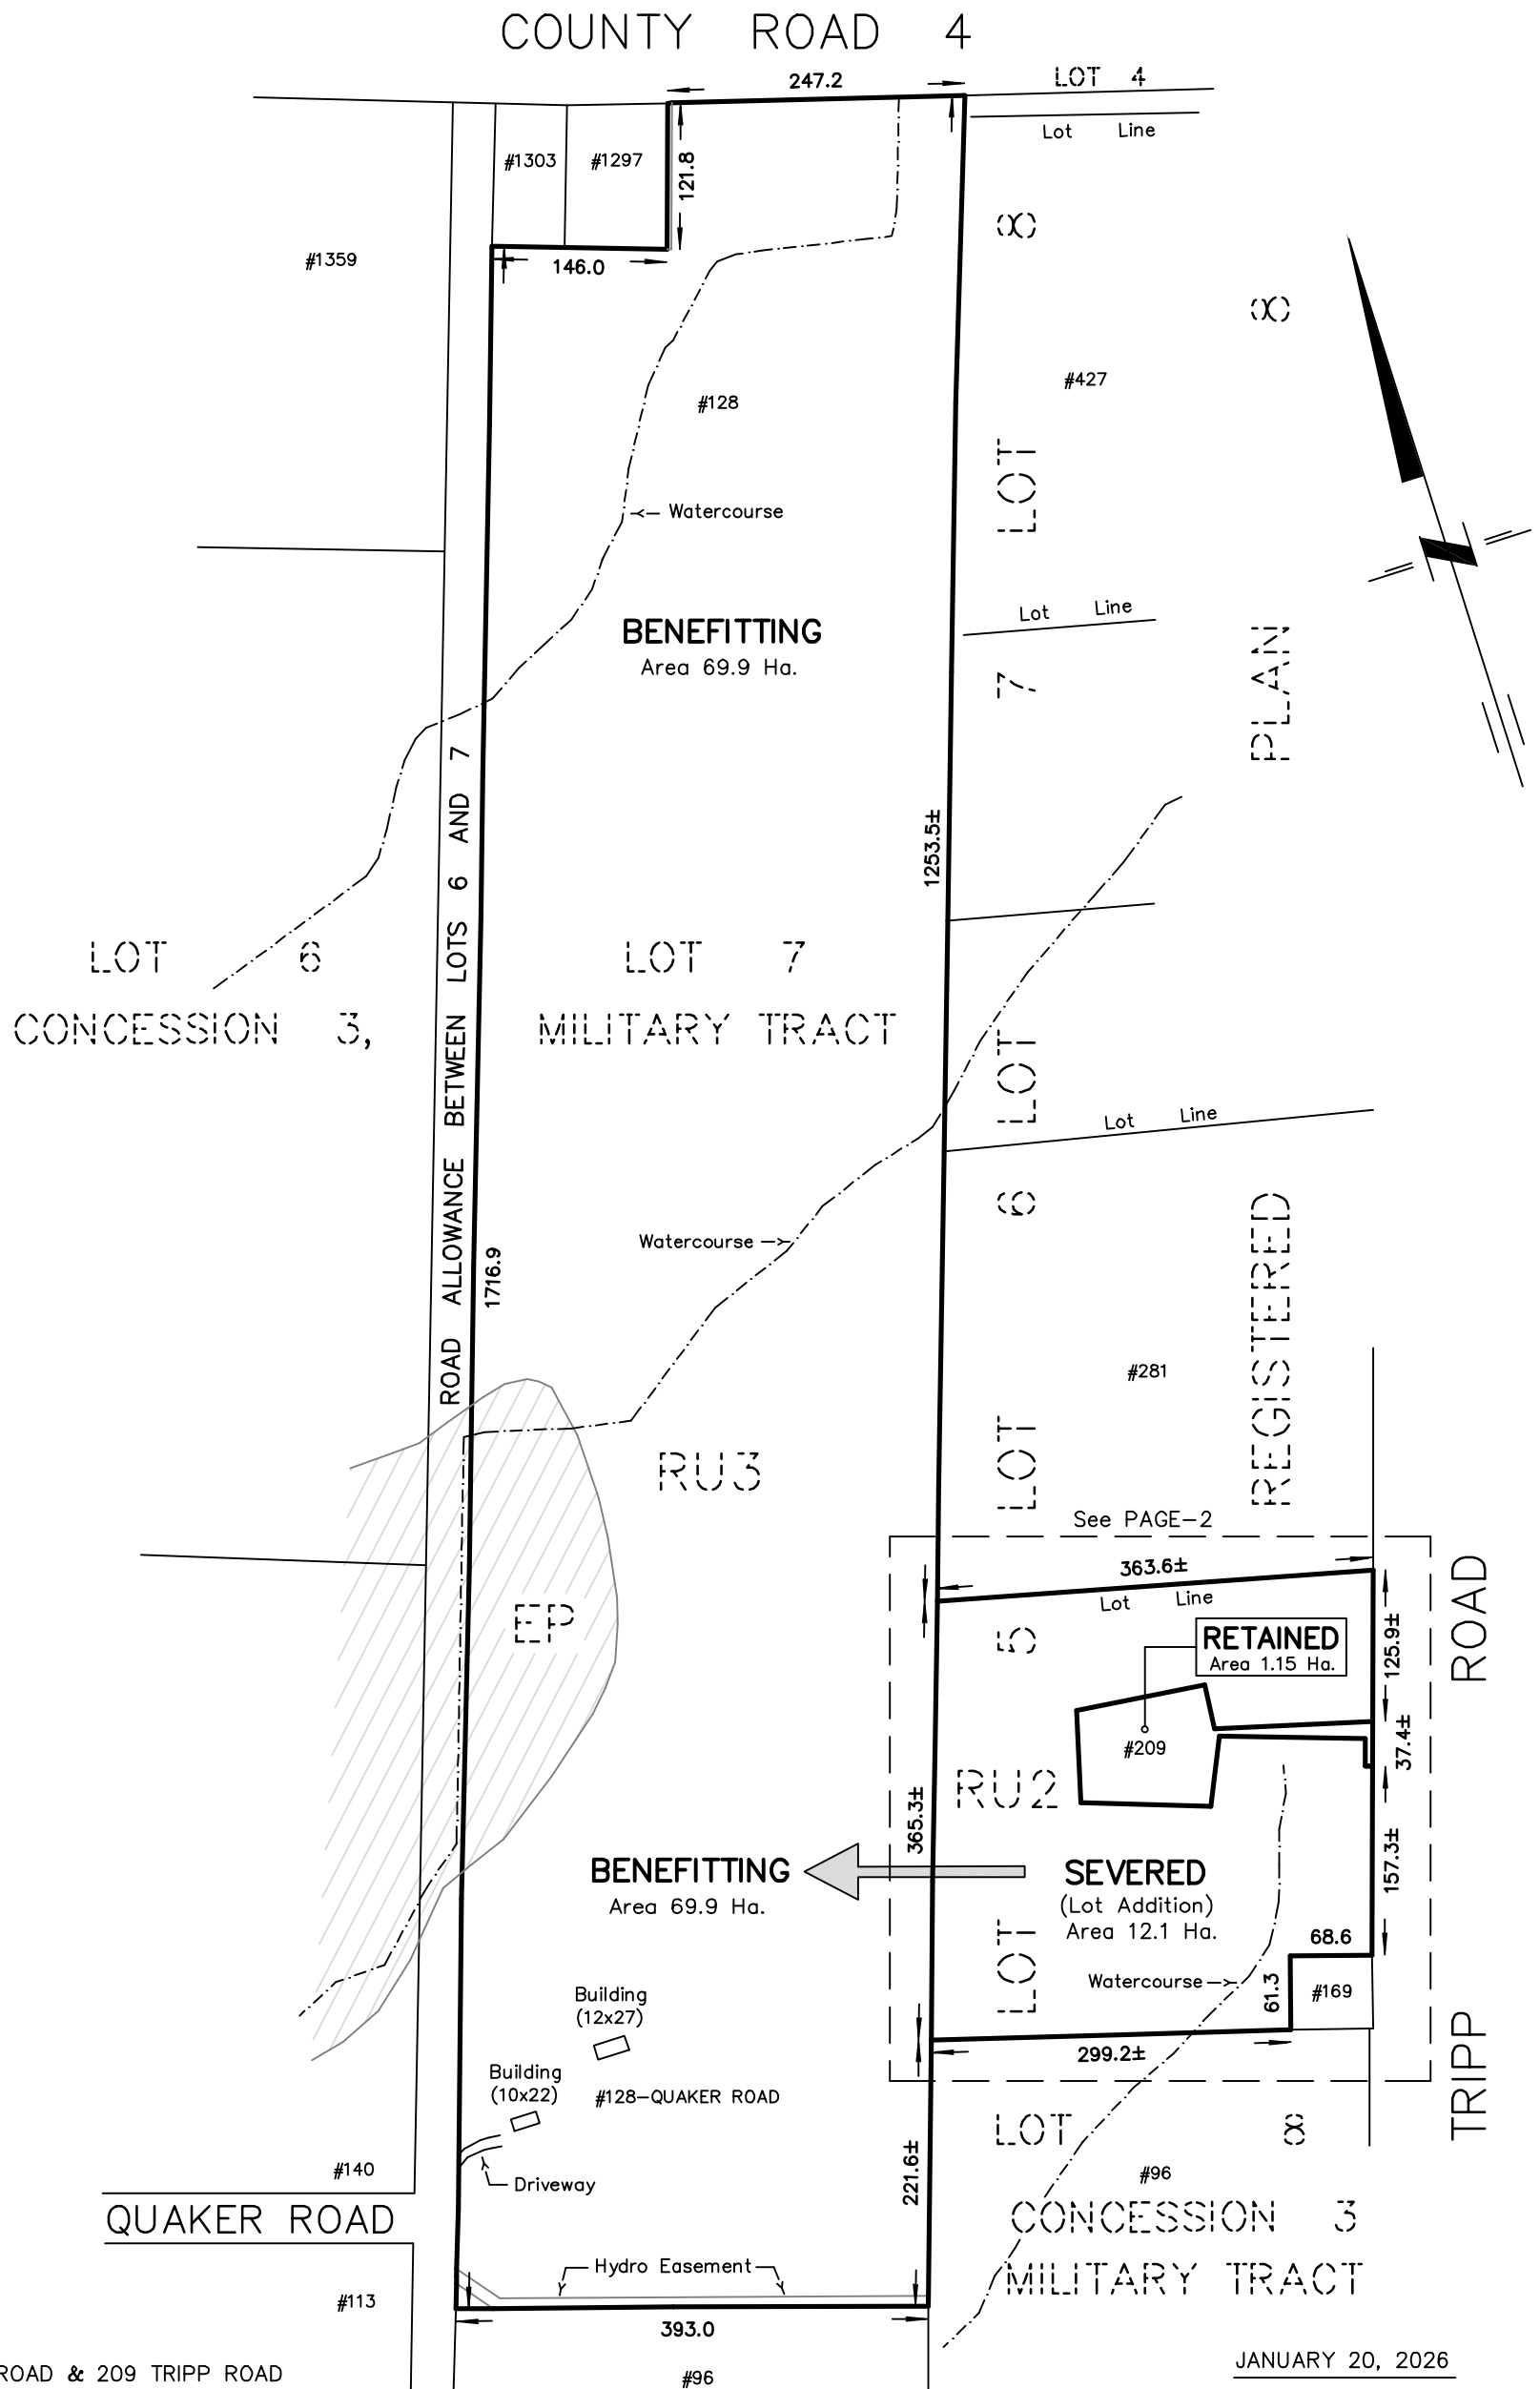 COUNTY ROAD 4
247.2
LOT 4
Lot Line
#1303
#1297
121.8
146.0
#1359
8
8
#427
#128
LOT
Watercourse
N
BENEFITTING
Area 69.9 Ha.
Lot Line
7
PLAN
1253.5±
ROAD ALLOWANCE BETWEEN LOTS 6 AND 7
LOT 6
LOT 7
CONCESSION 3,
MILITARY TRACT
LOT
Lot Line
6
Watercourse
1716.9
REGISTERED
#281
LOT
RU3
See PAGE-2
363.6±
Lot Line
EP
5
RETAINED
Area 1.15 Ha.
125.9±
TRIPP ROAD
#209
37.4±
RU2
365.3±
157.3±
BENEFITTING
Area 69.9 Ha.
SEVERED
(Lot Addition)
Area 12.1 Ha.
68.6
LOT
Watercourse
61.3
#169
Building
(12x27)
299.2±
Building
(10x22)
#128-QUAKER ROAD
LOT 8
221.6±
#140
Driveway
#96
QUAKER ROAD
CONCESSION 3
MILITARY TRACT
Hydro Easement
#113
393.0
ROAD & 209 TRIPP ROAD
#96
JANUARY 20, 2026